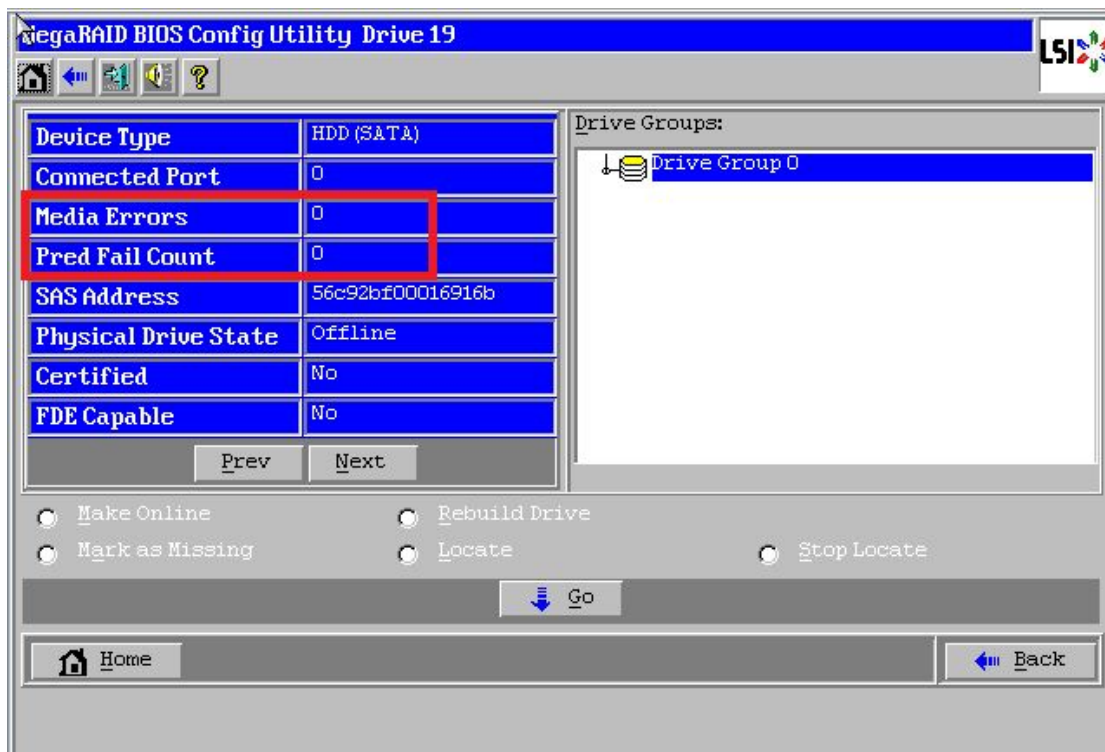 MegaRAID BIOS Config Utility Drive 19
LSI
Device Type HDD (SATA)
Connected Port 0
Media Errors 0
Pred Fail Count 0
SAS Address 56c92bf00016916b
Physical Drive State Offline
Certified No
FDE Capable No
Prev Next
Drive Groups:
Drive Group 0
Make Online Rebuild Drive
Mark as Missing Locate Stop Locate
Go
Home Back